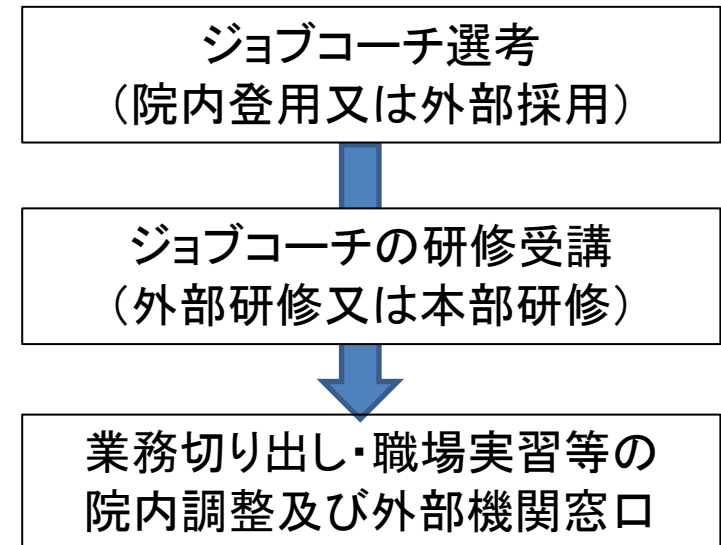 ジョブコーチ選考
（院内登用又は外部採用）
ジョブコーチの研修受講
（外部研修又は本部研修）
業務切り出し・職場実習等の
院内調整及び外部機関窓口